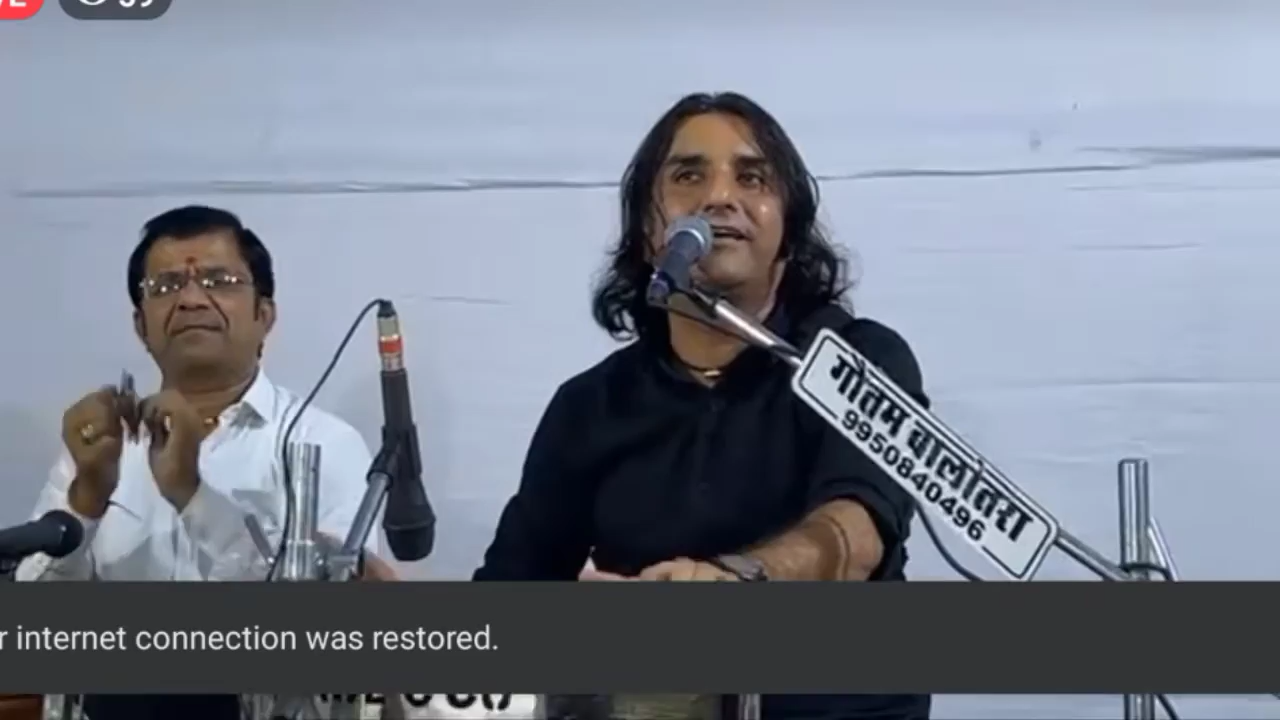 गौतम बालोतरा
9950840496
r internet connection was restored.